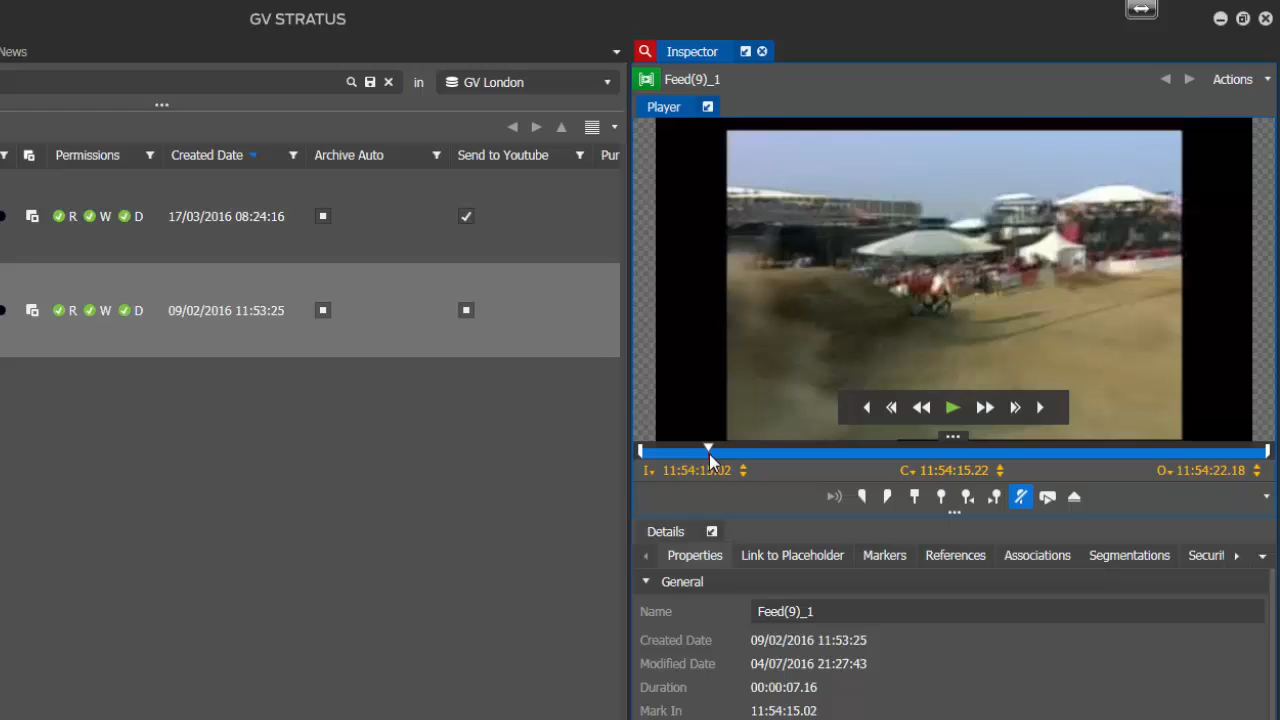 GV STRATUS
News
Inspector
in
GV London
Feed(9)_1
Actions
...
Player
Permissions
Created Date
Archive Auto
Send to Youtube
Pur
R W D
17/03/2016 08:24:16
R W D
09/02/2016 11:53:25
...
I
C 11:54:15.22
O 11:54:22.18
...
Details
Properties
Link to Placeholder
Markers
References
Associations
Segmentations
Securit
General
Name
Feed(9)_1
Created Date
09/02/2016 11:53:25
Modified Date
04/07/2016 21:27:43
Duration
00:00:07.16
Mark In
11:54:15.02